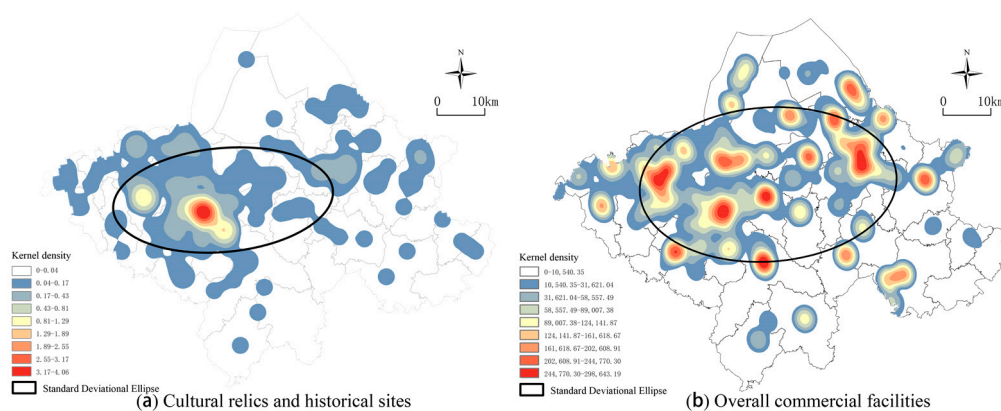 N
0 10km
Kernel density
0-0.04
0.04-0.17
0.17-0.43
0.43-0.81
0.81-1.29
1.29-1.89
1.89-2.55
2.55-3.17
3.17-4.06
Standard Deviational Ellipse
(a) Cultural relics and historical sites
N
0 10km
Kernel density
0-10,540.35
10,540.35-31,621.04
31,621.04-58,557.49
58,557.49-89,007.38
89,007.38-124,141.87
124,141.87-161,618.67
161,618.67-202,608.91
202,608.91-244,770.30
244,770.30-298,643.19
Standard Deviational Ellipse
(b) Overall commercial facilities